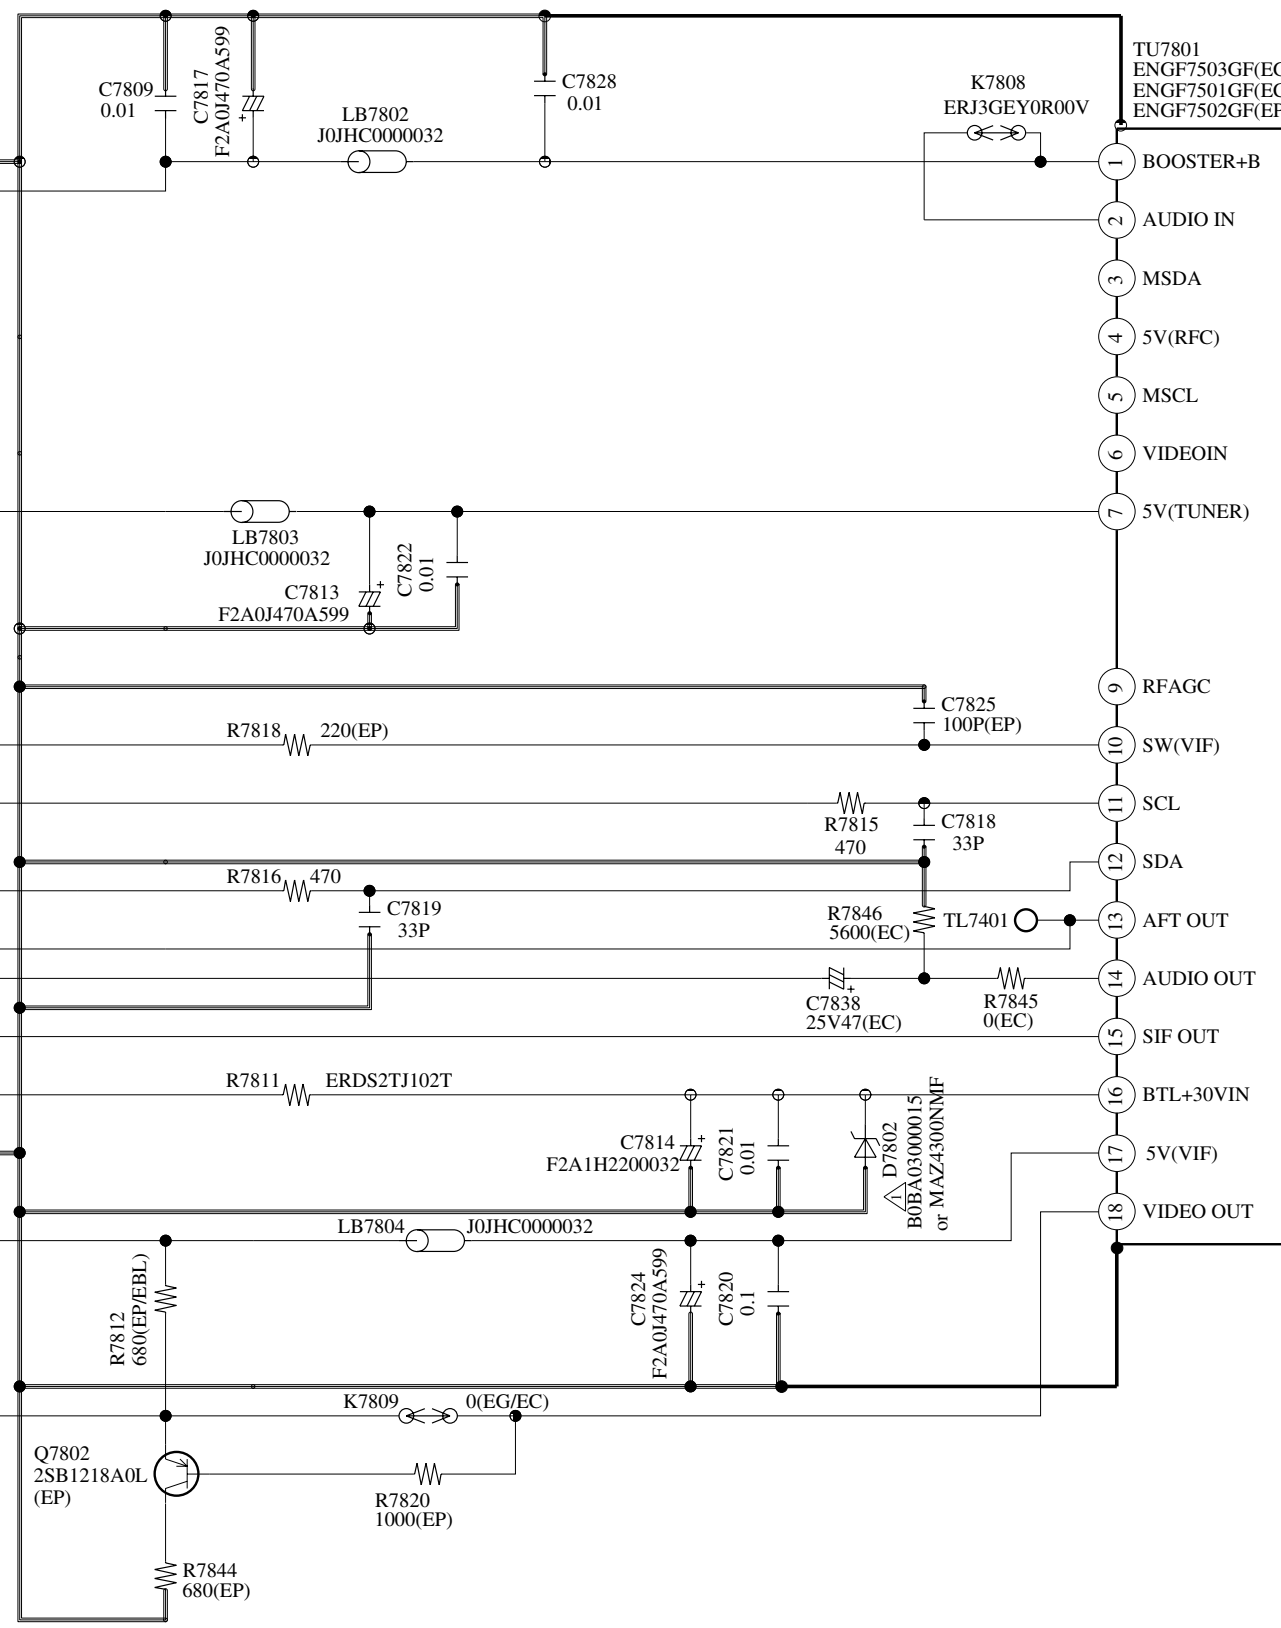 TU7801
ENGF7503GF(EC
ENGF7501GF(EC
ENGF7502GF(EP
C7809
0.01
C7817
F2A0J470A599
+
LB7802
J0JHC0000032
C7828
0.01
K7808
ERJ3GEY0R00V
1 BOOSTER+B
2 AUDIO IN
3 MSDA
4 5V(RFC)
5 MSCL
6 VIDEOIN
7 5V(TUNER)
LB7803
J0JHC0000032
C7813
F2A0J470A599
+
C7822
0.01
9 RFAGC
C7825
100P(EP)
R7818 220(EP)
10 SW(VIF)
11 SCL
R7815
470
C7818
33P
12 SDA
R7816 470
C7819
33P
R7846
5600(EC)
TL7401
13 AFT OUT
14 AUDIO OUT
C7838
25V47(EC)
+
R7845
0(EC)
15 SIF OUT
R7811 ERDS2TJ102T
16 BTL+30VIN
C7814
F2A1H2200032
+
C7821
0.01
D7802
1
B0BA03000015
or MAZ4300NMF
17 5V(VIF)
18 VIDEO OUT
LB7804 J0JHC0000032
R7812
680(EP/EBL)
C7824
F2A0J470A599
+
C7820
0.1
K7809 0(EG/EC)
Q7802
2SB1218A0L
(EP)
R7820
1000(EP)
R7844
680(EP)